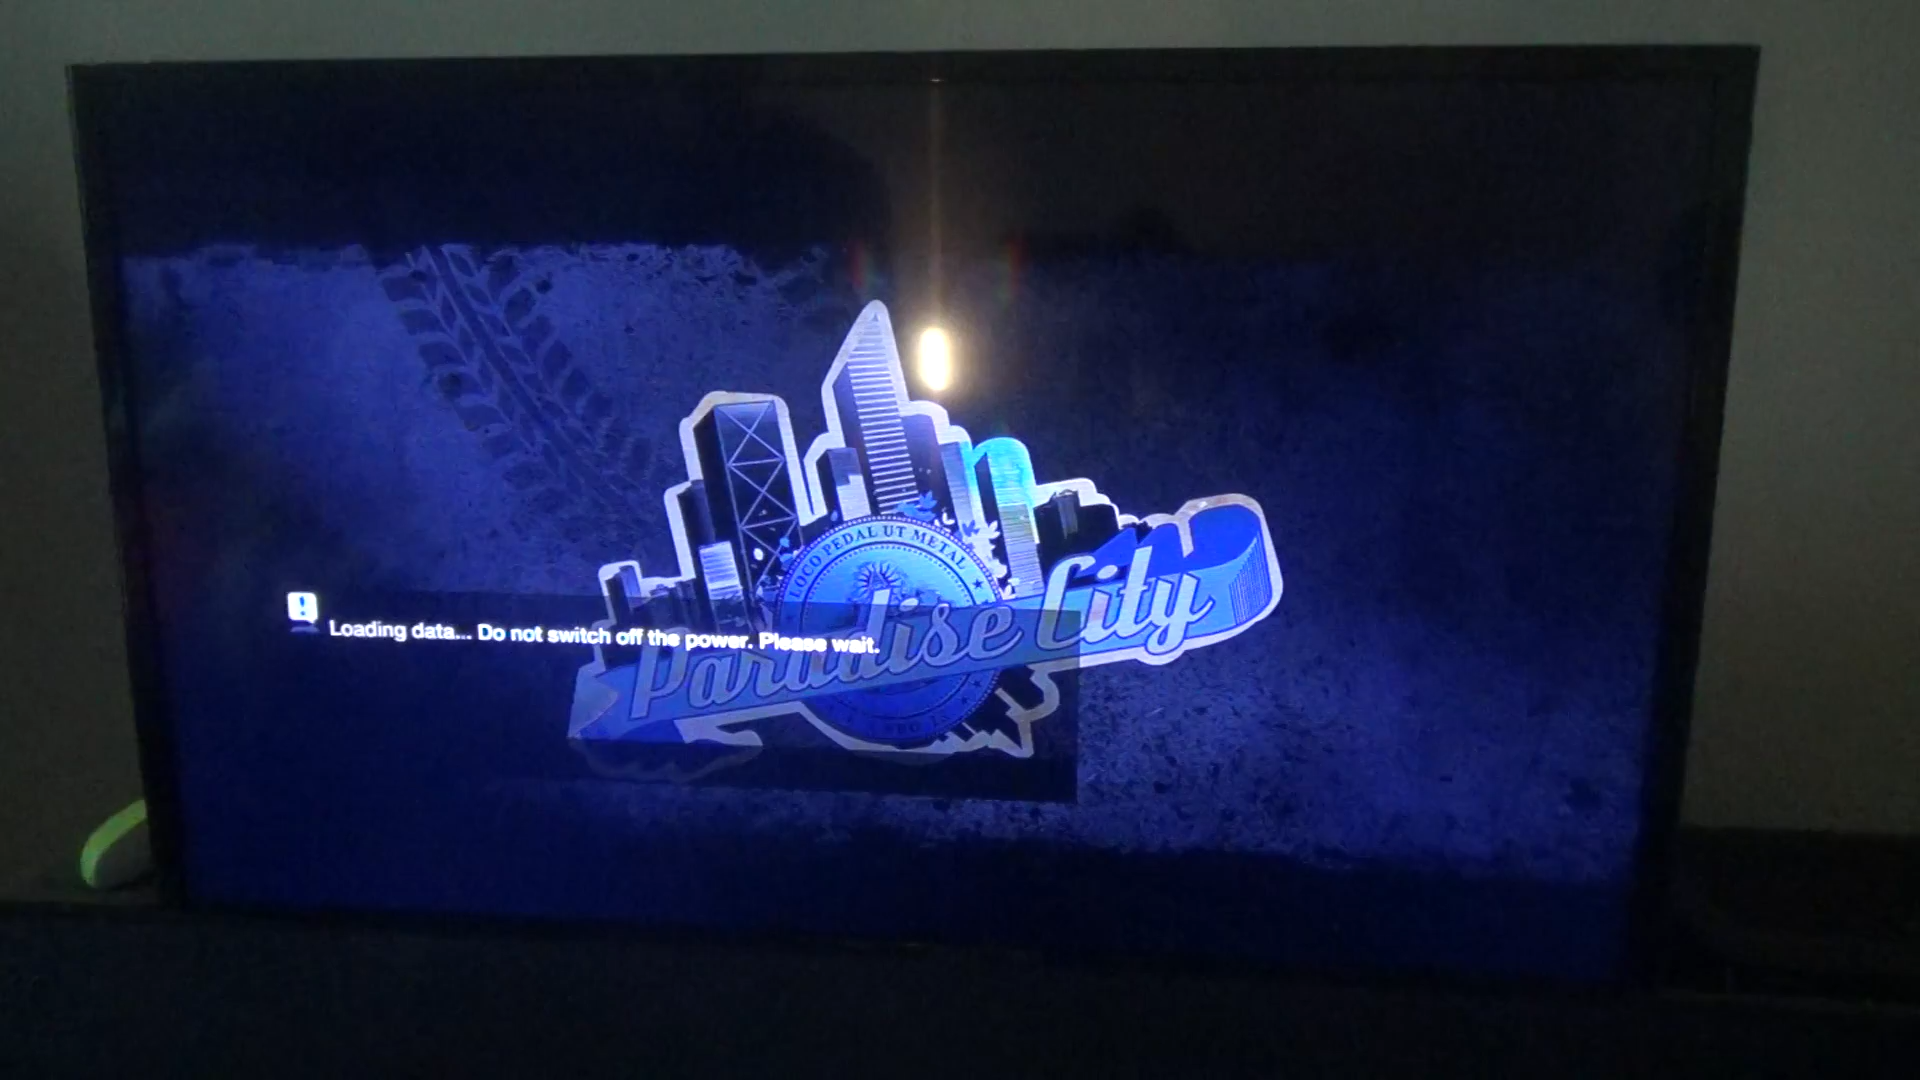 LOCO PEDAL UT METAL
Paradise City
Loading data... Do not switch off the power. Please wait.